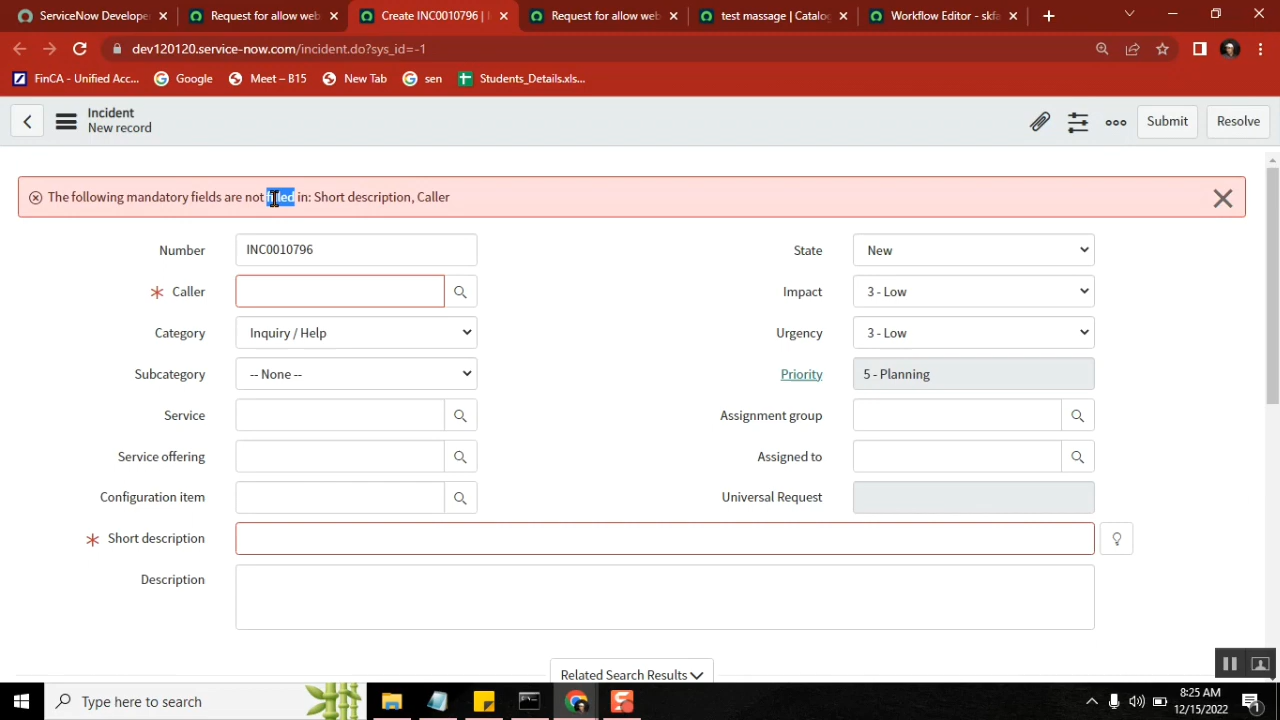 ServiceNow Develope
Request for allow web
Create INC0010796 |
Request for allow web
test massage | Catalog
Workflow Editor - skfa
dev120120.service-now.com/incident.do?sys_id=-1
FinCA - Unified Acc...
Google
Meet – B15
New Tab
sen
Students_Details.xls...
Incident
New record
Submit
Resolve
The following mandatory fields are not filled in: Short description, Caller
Number
INC0010796
State
New
Caller
Impact
3 - Low
Category
Inquiry / Help
Urgency
3 - Low
Subcategory
-- None --
Priority
5 - Planning
Service
Assignment group
Service offering
Assigned to
Configuration item
Universal Request
Short description
Description
Related Search Results
Type here to search
8:25 AM
12/15/2022
1